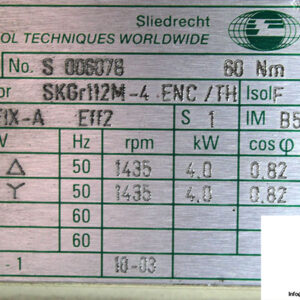 Sliedrecht
OL TECHNIQUES WORLDWIDE
No. S 006078 60 Nm
or SKGr112M-4 ENC/TH Isol F
FIX-A Eff2 S 1 IM B5
V Hz rpm kW cosφ
Δ 50 1435 4,0 0,82
Y 50 1435 4,0 0,82
60
60
- 1 10-03